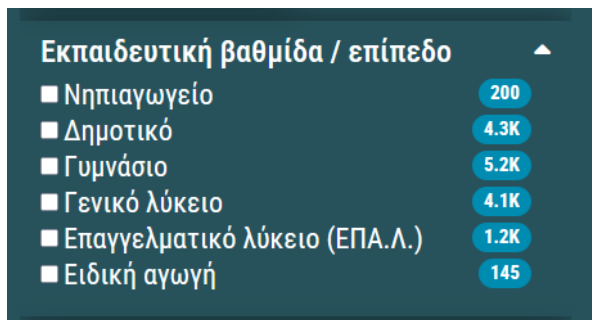 Εκπαιδευτική βαθμίδα / επίπεδο
Νηπιαγωγείο 200
Δημοτικό 4.3K
Γυμνάσιο 5.2K
Γενικό λύκειο 4.1K
Επαγγελματικό λύκειο (ΕΠΑ.Λ.) 1.2K
Ειδική αγωγή 145